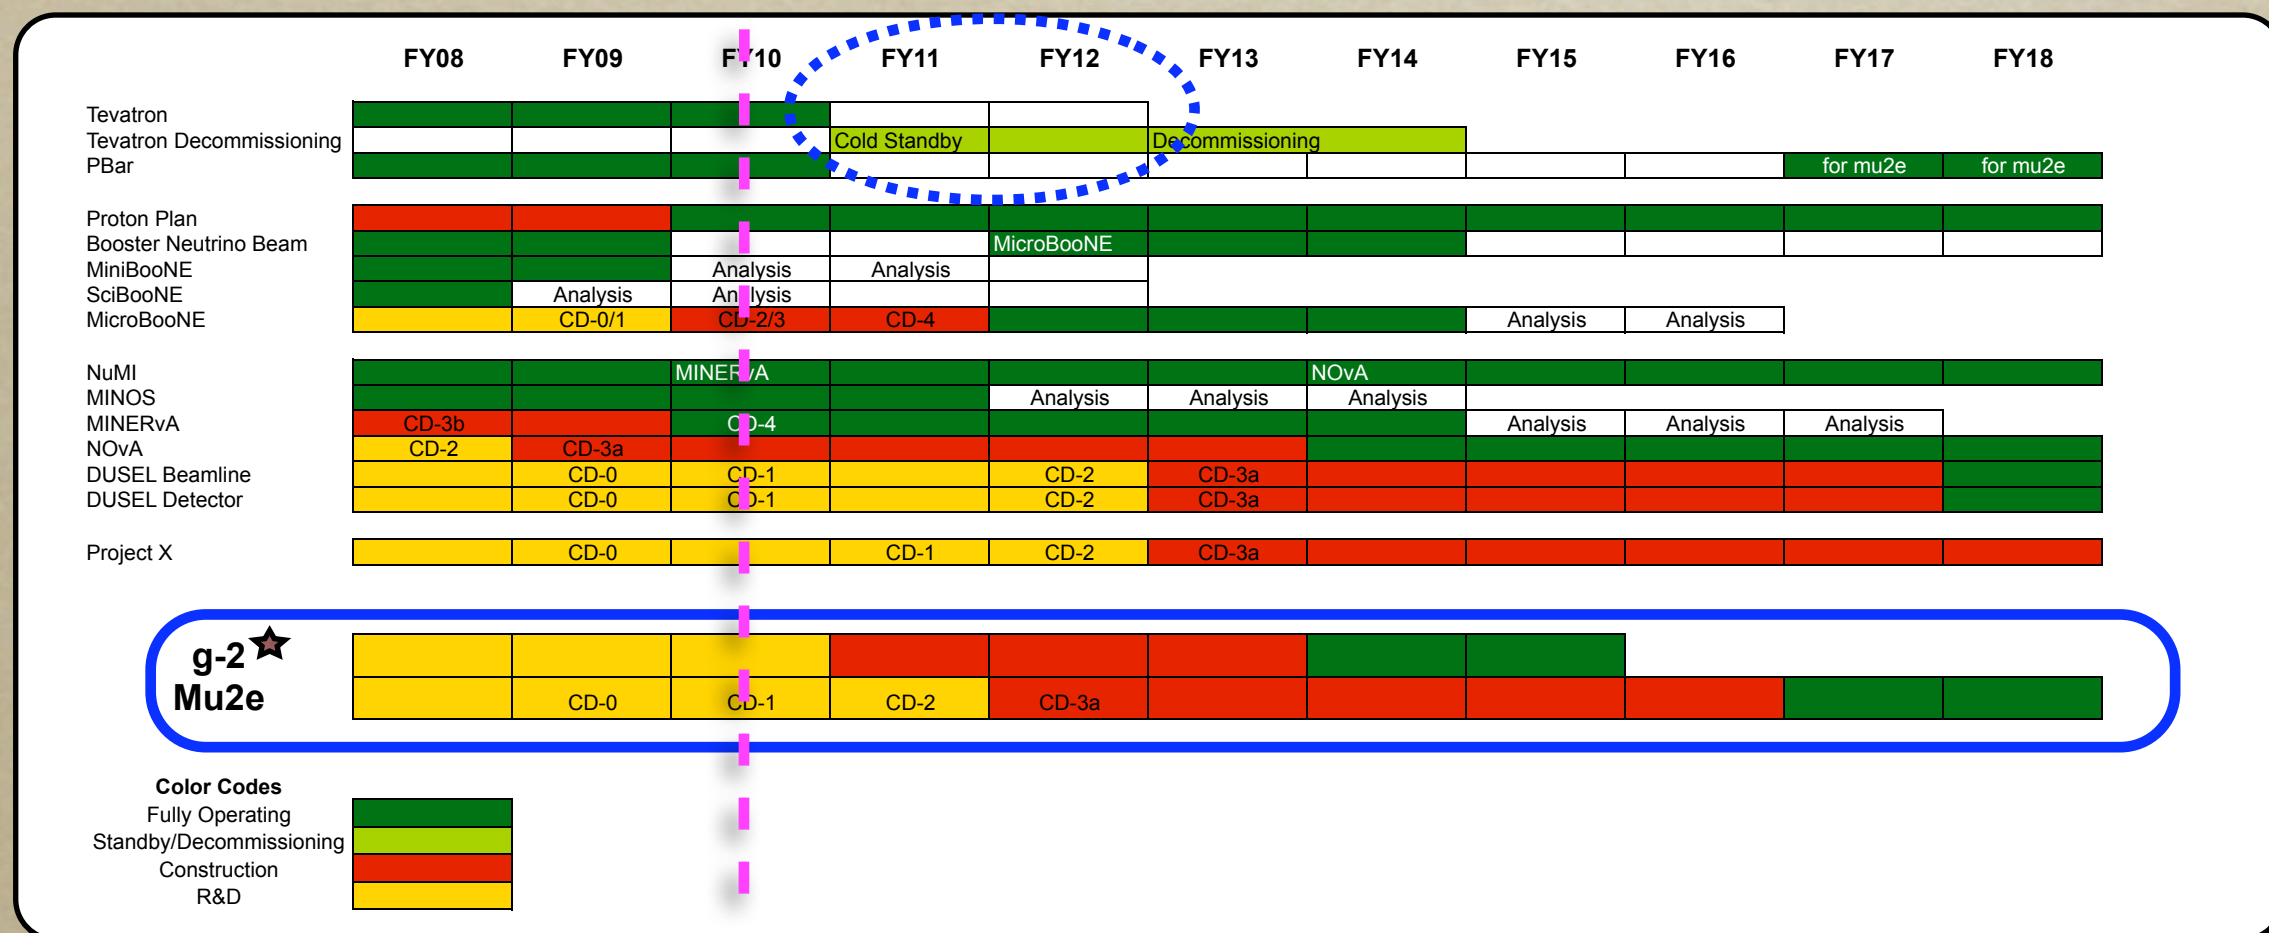 FY08 FY09 FY10 FY11 FY12 FY13 FY14 FY15 FY16 FY17 FY18
Tevatron
Tevatron Decommissioning Cold Standby Decommissioning
PBar for mu2e for mu2e
Proton Plan
Booster Neutrino Beam MicroBooNE
MiniBooNE Analysis Analysis
SciBooNE Analysis Analysis
MicroBooNE CD-0/1 CD-2/3 CD-4 Analysis Analysis
NuMI MINERvA NOvA
MINOS Analysis Analysis Analysis
MINERvA CD-3b CD-4 Analysis Analysis Analysis
NOvA CD-2 CD-3a
DUSEL Beamline CD-0 CD-1 CD-2 CD-3a
DUSEL Detector CD-0 CD-1 CD-2 CD-3a
Project X CD-0 CD-1 CD-2 CD-3a
g-2
Mu2e CD-0 CD-1 CD-2 CD-3a
Color Codes
Fully Operating
Standby/Decommissioning
Construction
R&D